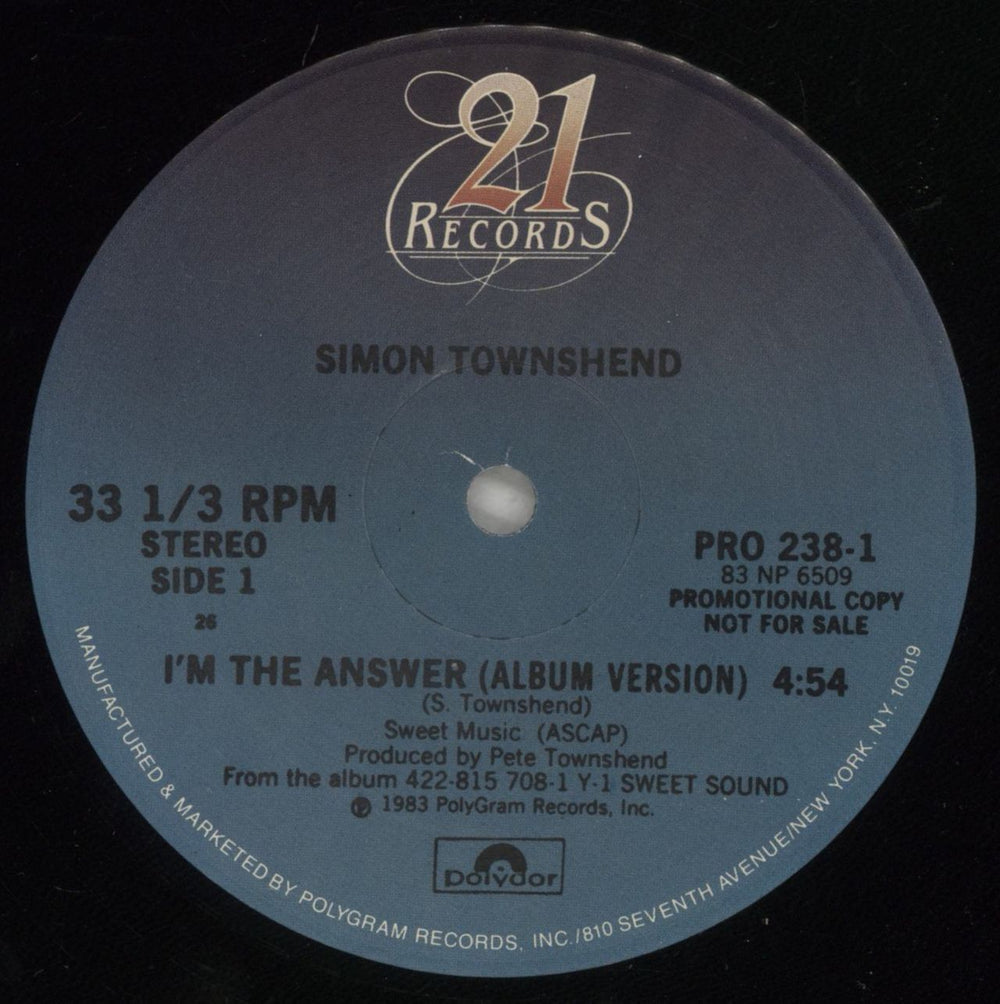 21
RECORDS
SIMON TOWNSHEND
33 1/3 RPM
STEREO
SIDE 1
26
PRO 238-1
83 NP 6509
PROMOTIONAL COPY
NOT FOR SALE
I'M THE ANSWER (ALBUM VERSION) 4:54
(S. Townshend)
Sweet Music (ASCAP)
Produced by Pete Townshend
From the album 422-815 708-1 Y-1 SWEET SOUND
℗ 1983 PolyGram Records, Inc.
polydor
MANUFACTURED & MARKETED BY POLYGRAM RECORDS, INC./810 SEVENTH AVENUE/NEW YORK, N.Y. 10019